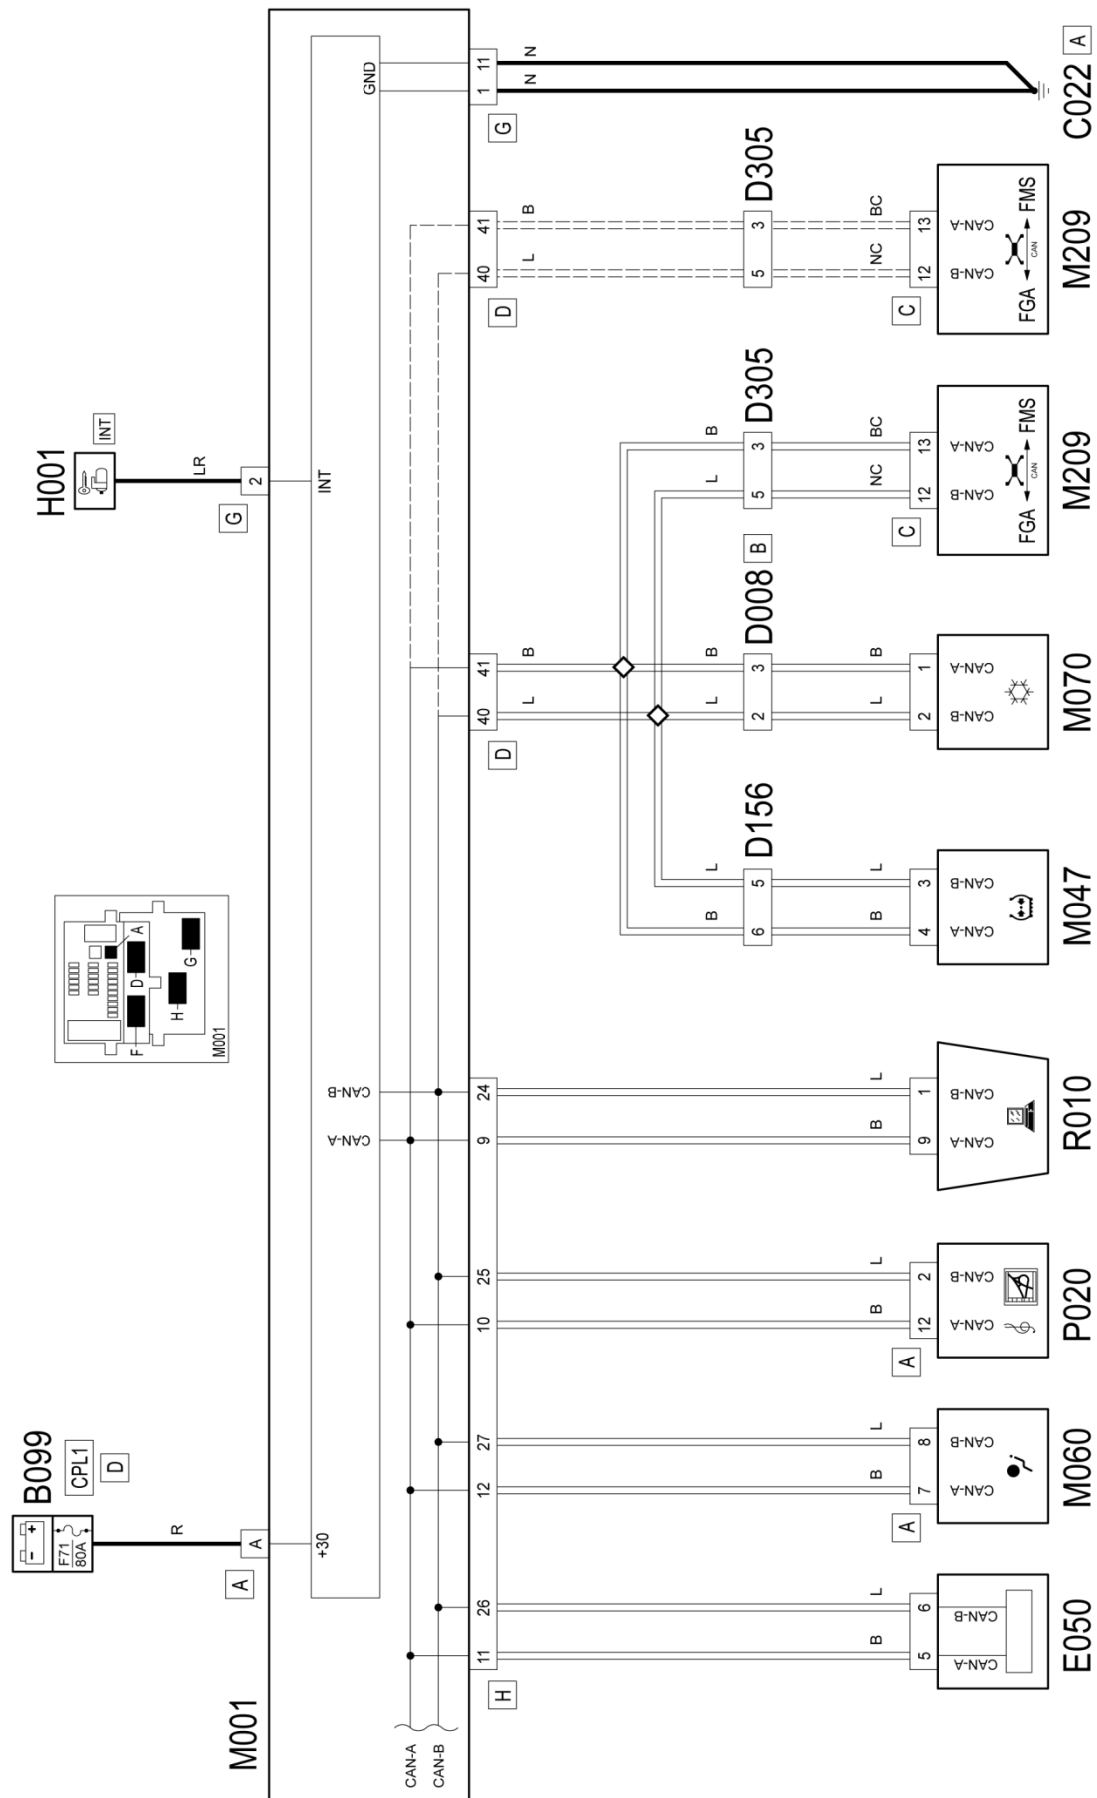 B099
CPL1
D
F71
80A
R
A
A
+30
M001
H001
INT
LR
2
G
INT
GND
M001
F
D
A
H
G
CAN-A
CAN-B
CAN-A
CAN-B
H
11
26
12
27
10
25
9
24
D
40
41
D
40
41
G
1
11
B
L
B
L
B
L
B
L
L
B
L
B
N
N
B
L
L
B
L
B
D156
6
5
D008
2
3
B
D305
5
3
D305
5
3
B
L
L
B
NC
BC
NC
BC
5
6
A
7
8
A
12
2
9
1
4
3
2
1
C
12
13
C
12
13
CAN-A
CAN-B
CAN-A
CAN-B
CAN-A
CAN-B
CAN-A
CAN-B
CAN-A
CAN-B
CAN-B
CAN-A
CAN-B
CAN-A
FGA
CAN
FMS
CAN-B
CAN-A
FGA
CAN
FMS
E050
M060
P020
R010
M047
M070
M209
M209
C022
A